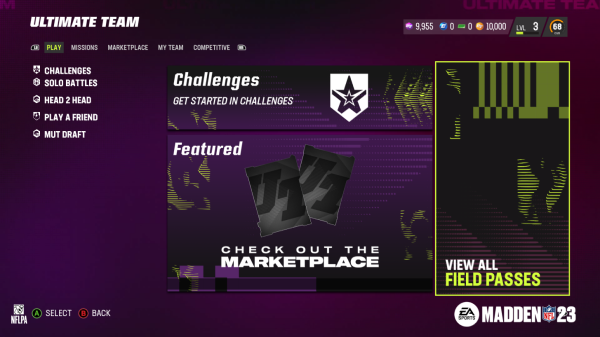 ULTIMATE TEAM
ULTIMATE TEA
M
9,955 0 0 10,000 LVL 3 68
PLAY MISSIONS MARKETPLACE MY TEAM COMPETITIVE
CHALLENGES
SOLO BATTLES
HEAD 2 HEAD
PLAY A FRIEND
MUT DRAFT
Challenges
GET STARTED IN CHALLENGES
Featured
CHECK OUT THE
MARKETPLACE
VIEW ALL
FIELD PASSES
NFLPA
A SELECT B BACK
EA SPORTS MADDEN NFL 23